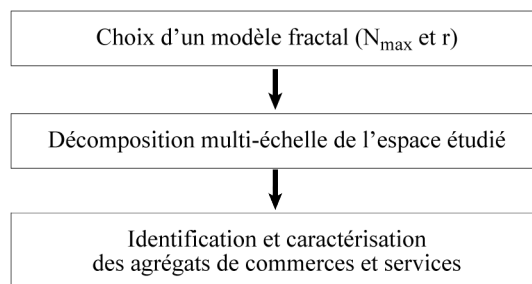 Choix d’un modèle fractal (Nmax et r)
Décomposition multi-échelle de l’espace étudié
Identification et caractérisation
des agrégats de commerces et services